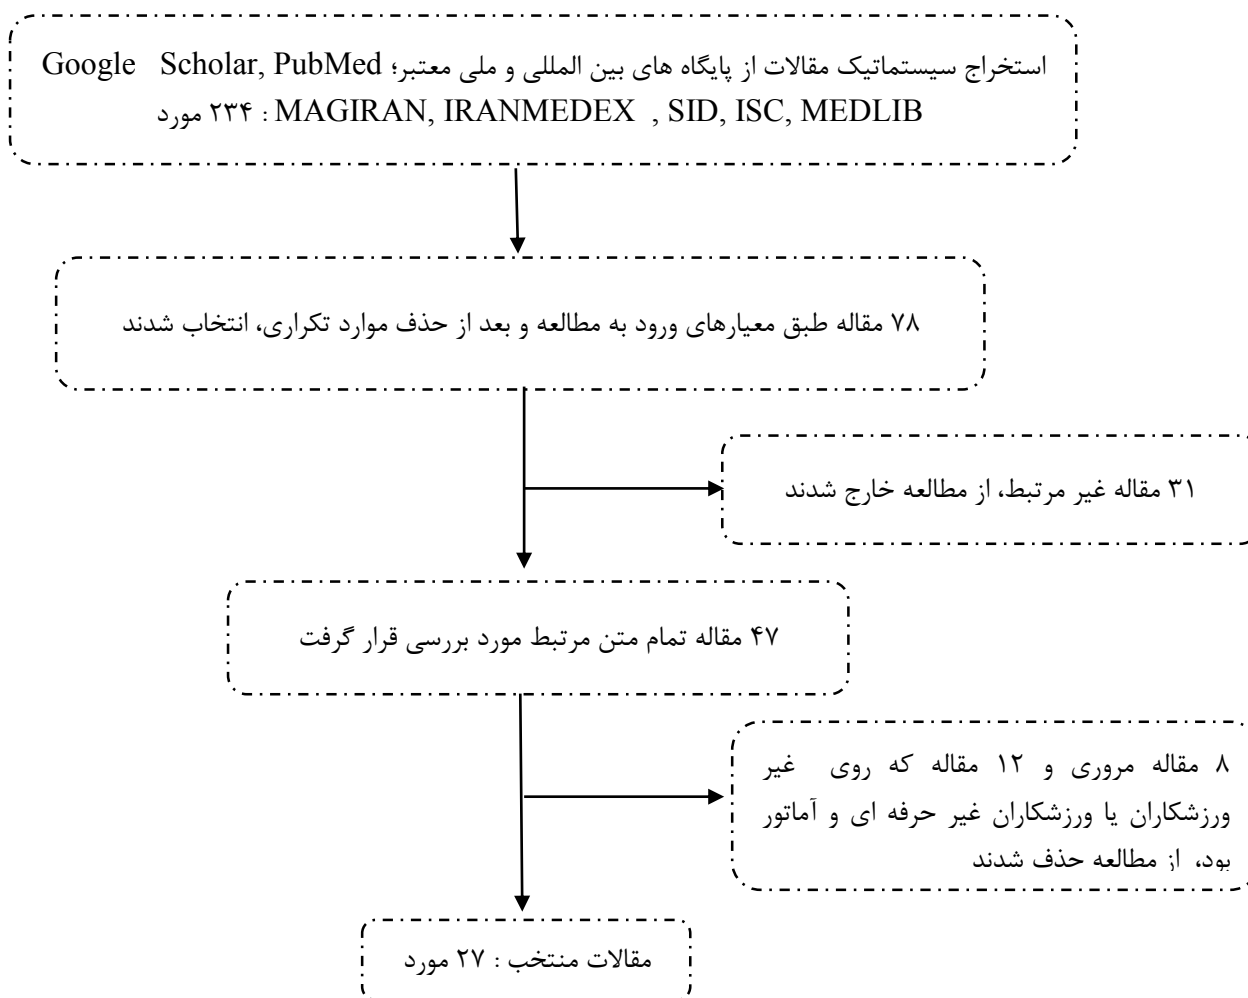 استخراج سیستماتیک مقالات از پایگاه های بین المللی و ملی معتبر؛ Google Scholar, PubMed
MAGIRAN, IRANMEDEX , SID, ISC, MEDLIB : ۲۳۴ مورد
۷۸ مقاله طبق معیارهای ورود به مطالعه و بعد از حذف موارد تکراری، انتخاب شدند
۳۱ مقاله غیر مرتبط، از مطالعه خارج شدند
۴۷ مقاله تمام متن مرتبط مورد بررسی قرار گرفت
۸ مقاله مروری و ۱۲ مقاله که روی غیر
ورزشکاران یا ورزشکاران غیر حرفه ای و آماتور
بود، از مطالعه حذف شدند
مقالات منتخب : ۲۷ مورد